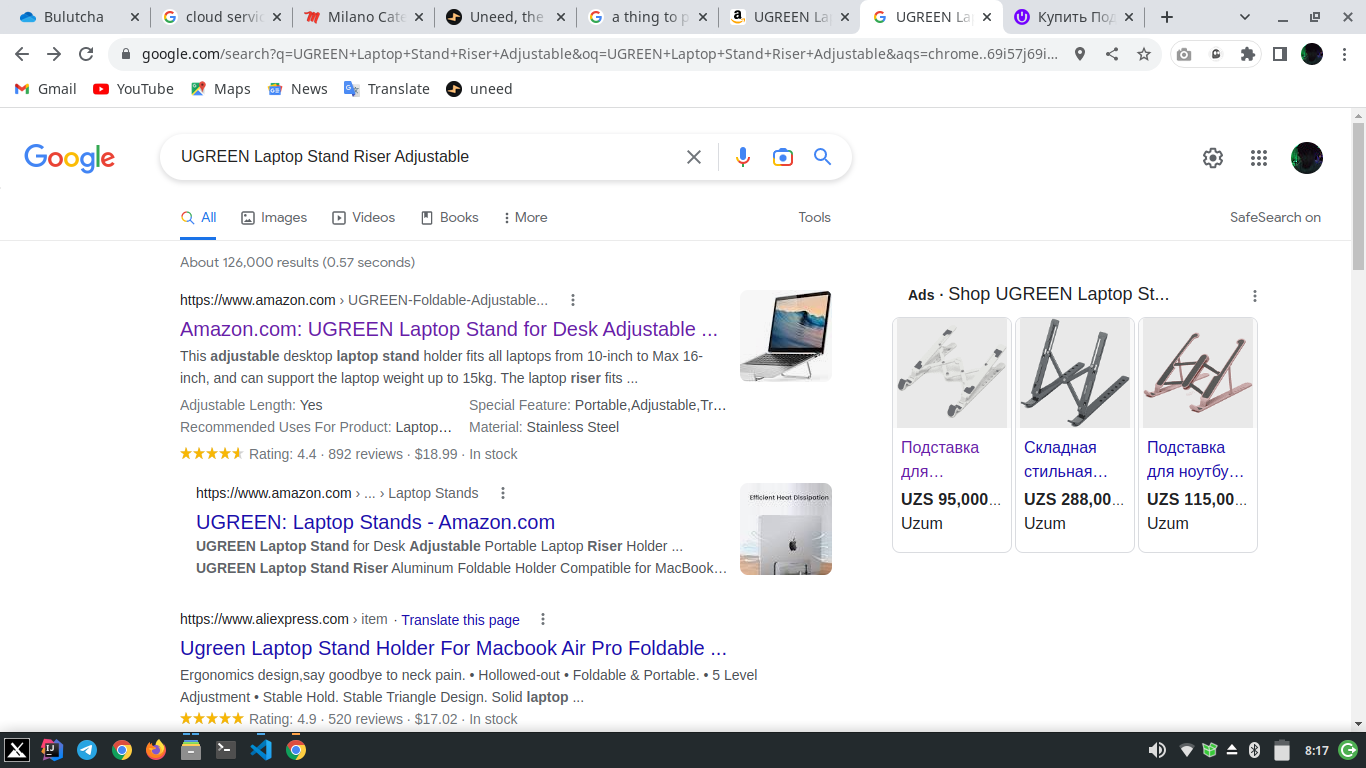 Bulutcha
cloud servic
Milano Cate
Uneed, the
a thing to p
UGREEN La
UGREEN La
Купить Под
google.com/search?q=UGREEN+Laptop+Stand+Riser+Adjustable&oq=UGREEN+Laptop+Stand+Riser+Adjustable&aqs=chrome..69i57j69i...
Gmail
YouTube
Maps
News
Translate
uneed
Google
UGREEN Laptop Stand Riser Adjustable
All
Images
Videos
Books
More
Tools
SafeSearch on
About 126,000 results (0.57 seconds)
https://www.amazon.com › UGREEN-Foldable-Adjustable...
Amazon.com: UGREEN Laptop Stand for Desk Adjustable ...
This adjustable desktop laptop stand holder fits all laptops from 10-inch to Max 16-
inch, and can support the laptop weight up to 15kg. The laptop riser fits ...
Adjustable Length: Yes
Special Feature: Portable,Adjustable,Tr...
Recommended Uses For Product: Laptop...
Material: Stainless Steel
Rating: 4.4 · 892 reviews · $18.99 · In stock
https://www.amazon.com › ... › Laptop Stands
UGREEN: Laptop Stands - Amazon.com
UGREEN Laptop Stand for Desk Adjustable Portable Laptop Riser Holder ...
UGREEN Laptop Stand Riser Aluminum Foldable Holder Compatible for MacBook...
Efficient Heat Dissipation
https://www.aliexpress.com › item · Translate this page
Ugreen Laptop Stand Holder For Macbook Air Pro Foldable ...
Ergonomics design,say goodbye to neck pain. • Hollowed-out • Foldable & Portable. • 5 Level
Adjustment • Stable Hold. Stable Triangle Design. Solid laptop ...
Rating: 4.9 · 520 reviews · $17.02 · In stock
Ads · Shop UGREEN Laptop St...
Подставка
для...
UZS 95,000...
Uzum
Складная
стильная...
UZS 288,00...
Uzum
Подставка
для ноутбу...
UZS 115,00...
Uzum
8:17